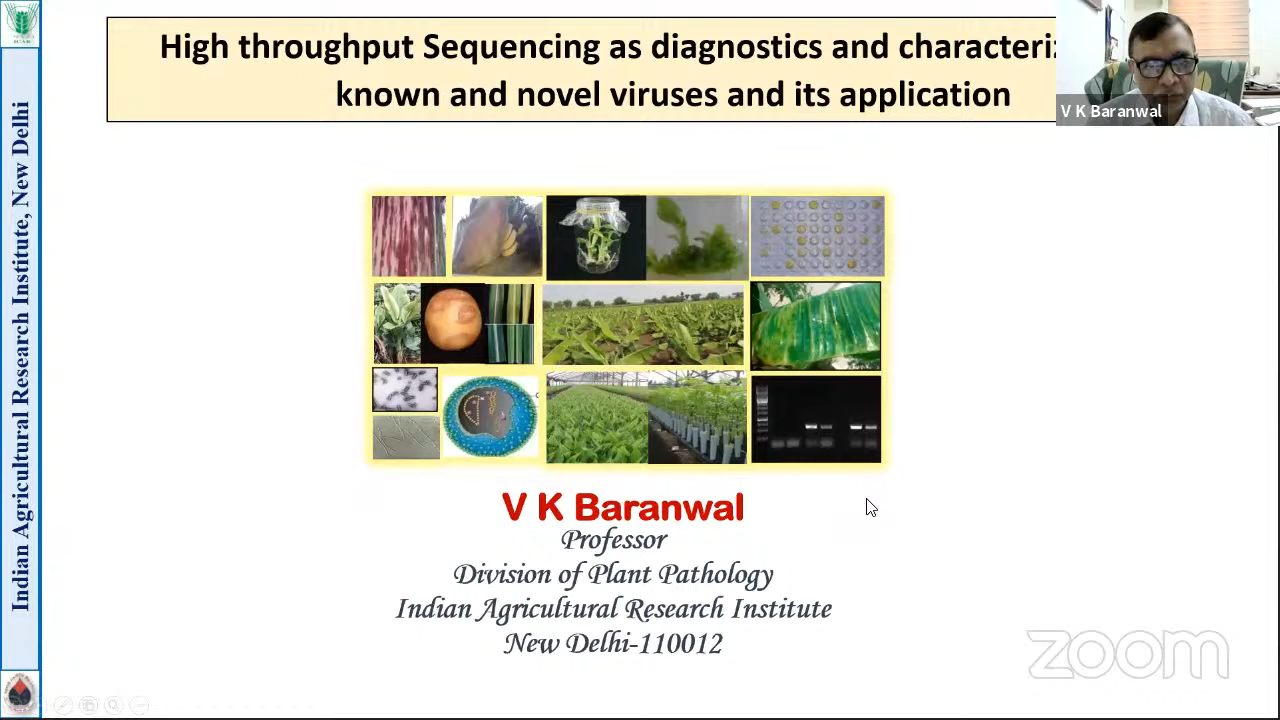 High throughput Sequencing as diagnostics and characteri
known and novel viruses and its application
V K Baranwal
Indian Agricultural Research Institute, New Delhi
V K Baranwal
Professor
Division of Plant Pathology
Indian Agricultural Research Institute
New Delhi-110012
zoom